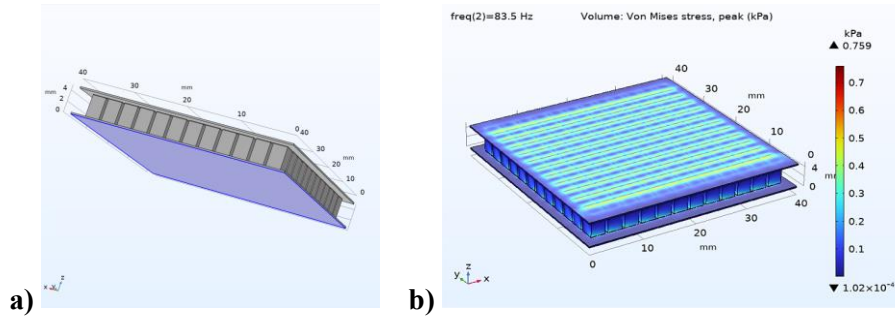 freq(2)=83.5 Hz Volume: Von Mises stress, peak (kPa)
kPa
▲ 0.759
0.7
0.6
0.5
0.4
0.3
0.2
0.1
▼ 1.02×10⁻⁴
40
30
mm
20
10
0
mm
4
2
0
40
30
mm
20
10
0
x y z
a)
40
30
20
mm
10
0
4
mm
0
0
10
20
mm
30
40
y z x
b)